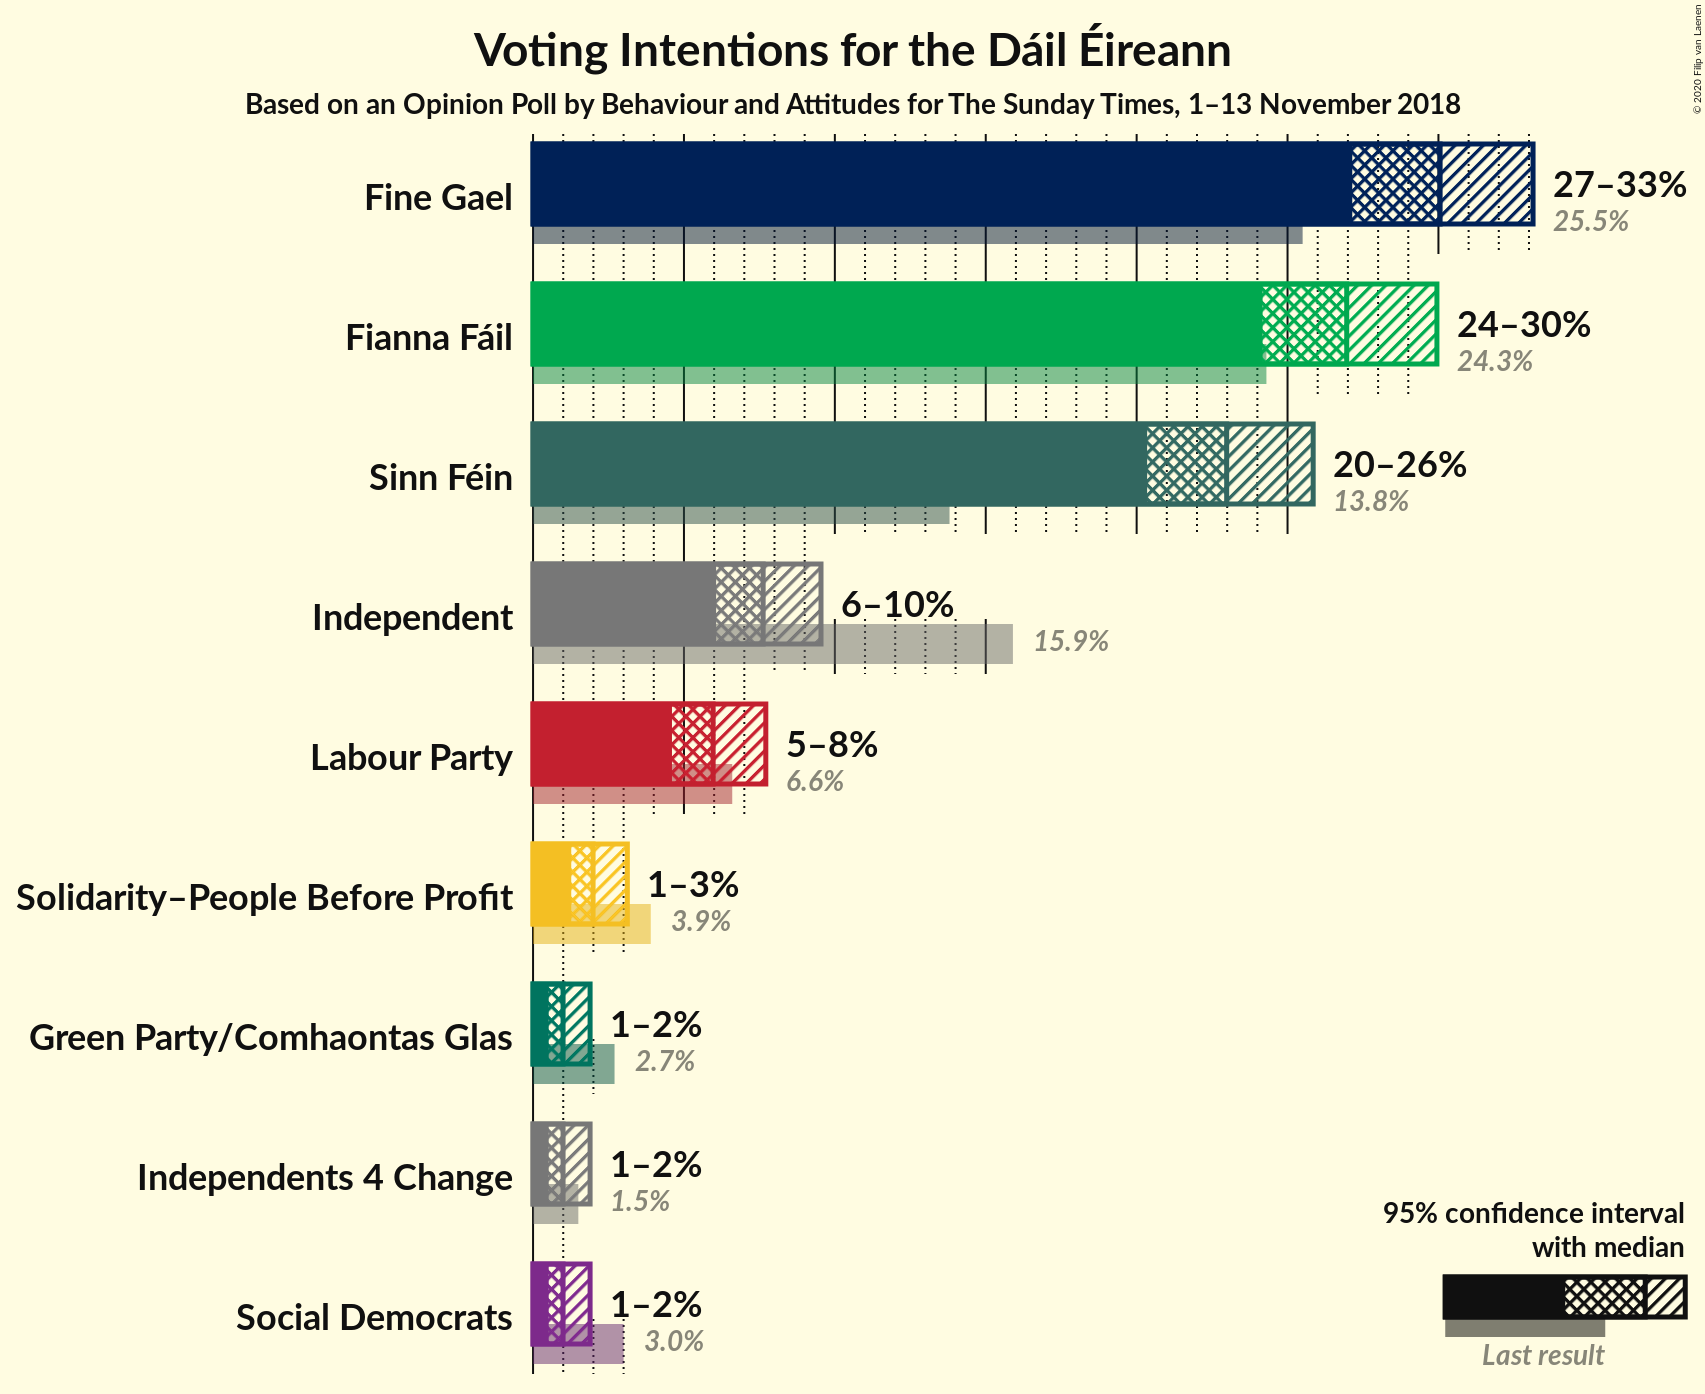 Voting Intentions for the Dáil Éireann
Based on an Opinion Poll by Behaviour and Attitudes for The Sunday Times, 1–13 November 2018
© 2020 Filip van Laenen
Fine Gael
27–33%
25.5%
Fianna Fáil
24–30%
24.3%
Sinn Féin
20–26%
13.8%
Independent
6–10%
15.9%
Labour Party
5–8%
6.6%
Solidarity–People Before Profit
1–3%
3.9%
Green Party/Comhaontas Glas
1–2%
2.7%
Independents 4 Change
1–2%
1.5%
Social Democrats
1–2%
3.0%
95% confidence interval
with median
Last result